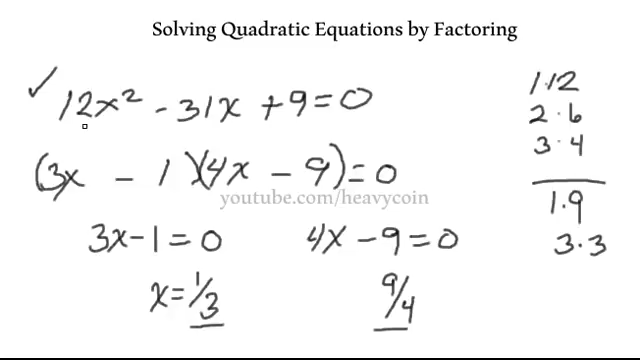 Solving Quadratic Equations by Factoring
✓ 12x² - 31x + 9 = 0
(3x - 1)(4x - 9) = 0
youtube.com/heavycoin
3x - 1 = 0
4x - 9 = 0
x = 1/3
9/4
1·12
2·6
3·4
1·9
3·3